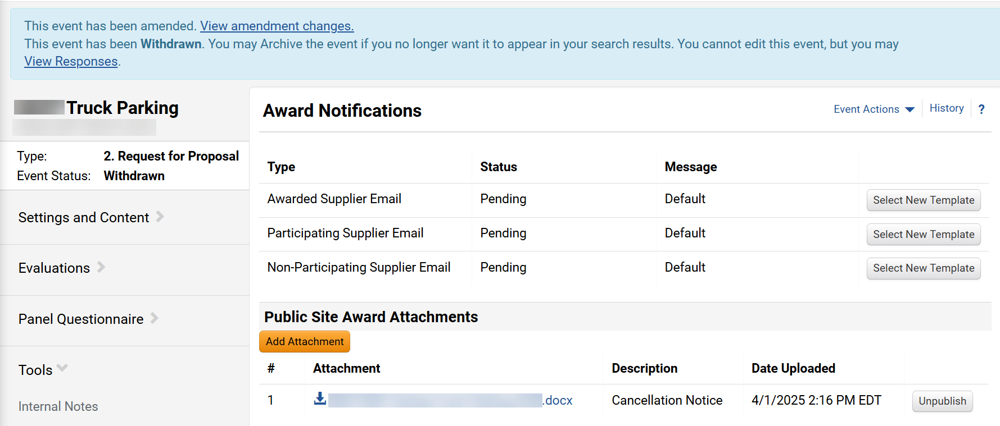 This event has been amended. View amendment changes.
This event has been Withdrawn. You may Archive the event if you no longer want it to appear in your search results. You cannot edit this event, but you may
View Responses.
Truck Parking
Type: 2. Request for Proposal
Event Status: Withdrawn
Settings and Content
Evaluations
Panel Questionnaire
Tools
Internal Notes
Award Notifications
Event Actions History ?
Type Status Message
Awarded Supplier Email Pending Default Select New Template
Participating Supplier Email Pending Default Select New Template
Non-Participating Supplier Email Pending Default Select New Template
Public Site Award Attachments
Add Attachment
# Attachment Description Date Uploaded
1 .docx Cancellation Notice 4/1/2025 2:16 PM EDT Unpublish